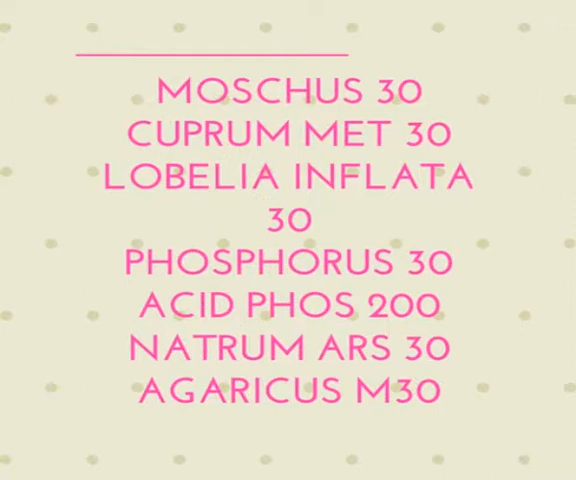 MOSCHUS 30
CUPRUM MET 30
LOBELIA INFLATA
30
PHOSPHORUS 30
ACID PHOS 200
NATRUM ARS 30
AGARICUS M30